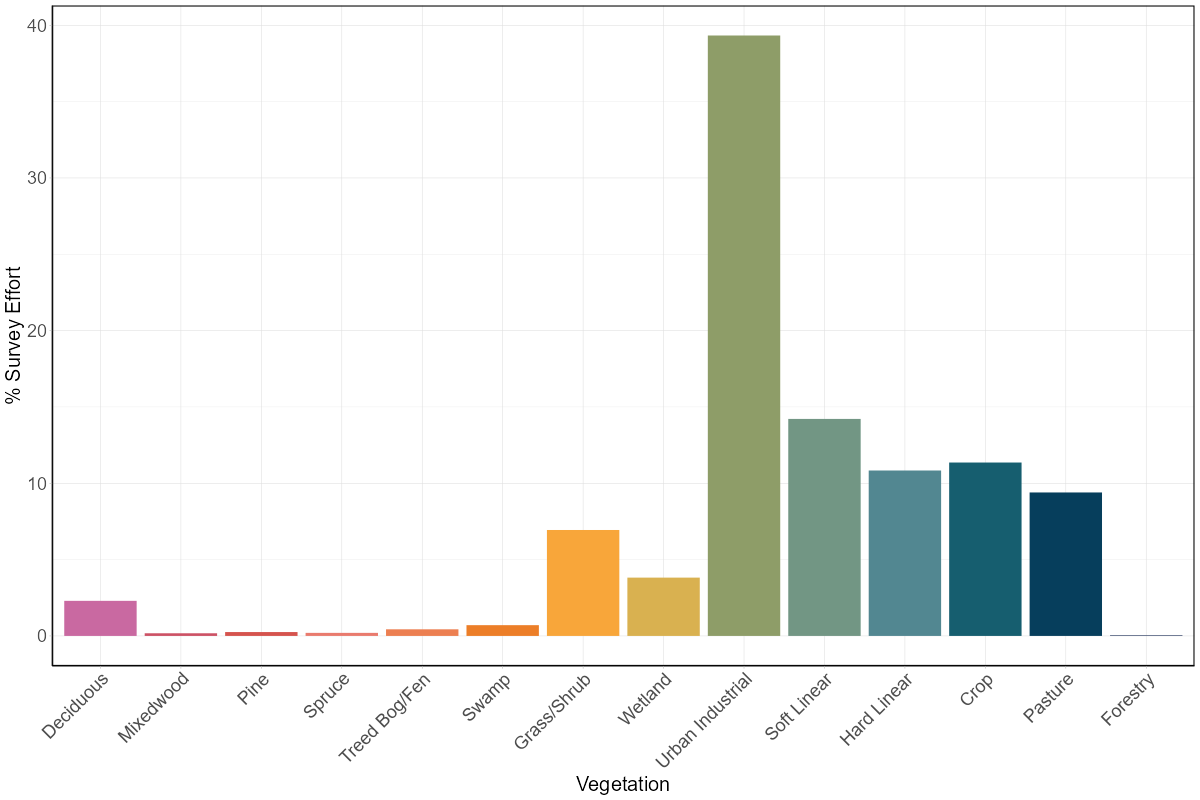 % Survey Effort
40
30
20
10
0
Deciduous
Mixedwood
Pine
Spruce
Treed Bog/Fen
Swamp
Grass/Shrub
Wetland
Urban Industrial
Soft Linear
Hard Linear
Crop
Pasture
Forestry
Vegetation